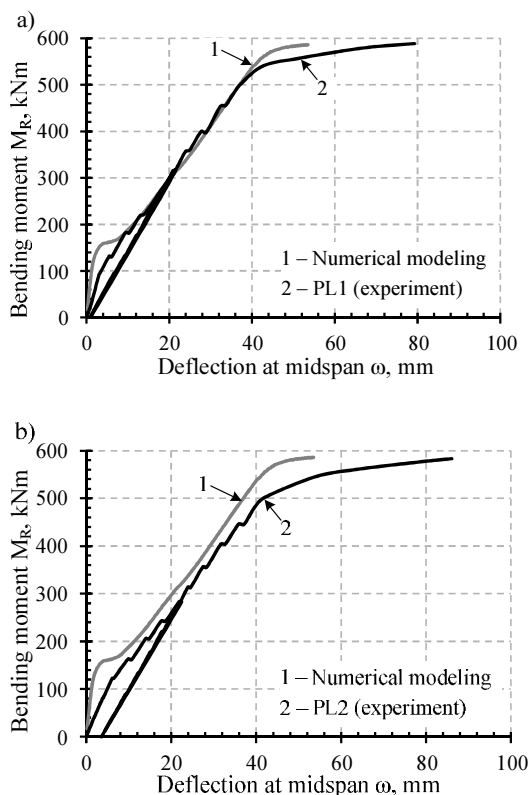 a)
Bending moment M_R, kNm
600
500
400
300
200
100
0
1
2
1 – Numerical modeling
2 – PL1 (experiment)
0 20 40 60 80 100
Deflection at midspan ω, mm
b)
Bending moment M_R, kNm
600
500
400
300
200
100
0
1
2
1 – Numerical modeling
2 – PL2 (experiment)
0 20 40 60 80 100
Deflection at midspan ω, mm